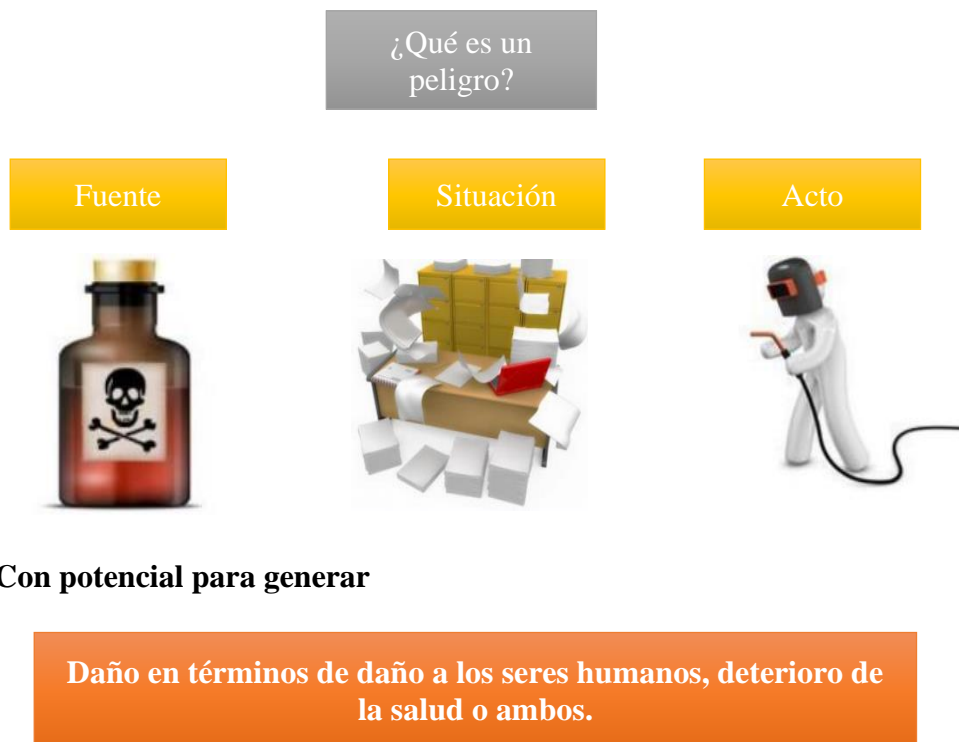 ¿Qué es un
peligro?
Fuente
Situación
Acto
Con potencial para generar
Daño en términos de daño a los seres humanos, deterioro de
la salud o ambos.